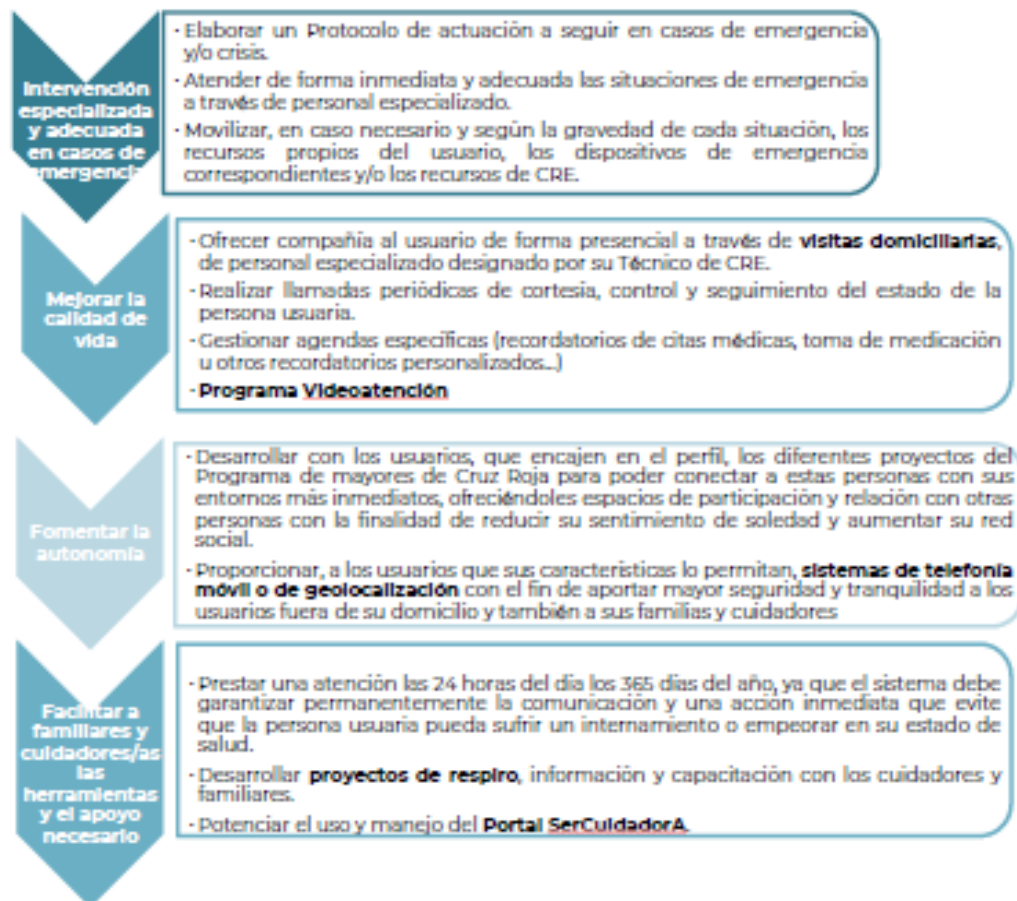 Intervención
especializada
y adecuada
en casos de
emergencia
- Elaborar un Protocolo de actuación a seguir en casos de emergencia
y/o crisis.
- Atender de forma inmediata y adecuada las situaciones de emergencia
a través de personal especializado.
- Movilizar, en caso necesario y según la gravedad de cada situación, los
recursos propios del usuario, los dispositivos de emergencia
correspondientes y/o los recursos de CRE.
Mejorar la
calidad de
vida
- Ofrecer compañía al usuario de forma presencial a través de visitas domiciliarias,
de personal especializado designado por su Técnico de CRE.
- Realizar llamadas periódicas de cortesía, control y seguimiento del estado de la
persona usuaria.
- Gestionar agendas específicas (recordatorios de citas médicas, toma de medicación
u otros recordatorios personalizados...)
- Programa Videoatención
Fomentar la
autonomía
- Desarrollar con los usuarios, que encajen en el perfil, los diferentes proyectos del
Programa de mayores de Cruz Roja para poder conectar a estas personas con sus
entornos más inmediatos, ofreciéndoles espacios de participación y relación con otras
personas con la finalidad de reducir su sentimiento de soledad y aumentar su red
social.
- Proporcionar, a los usuarios que sus características lo permitan, sistemas de telefonía
móvil o de geolocalización con el fin de aportar mayor seguridad y tranquilidad a los
usuarios fuera de su domicilio y también a sus familias y cuidadores
Facilitar a
familiares y
cuidadores/as
las
herramientas
y el apoyo
necesario
- Prestar una atención las 24 horas del día los 365 días del año, ya que el sistema debe
garantizar permanentemente la comunicación y una acción inmediata que evite
que la persona usuaria pueda sufrir un internamiento o empeorar en su estado de
salud.
- Desarrollar proyectos de respiro, información y capacitación con los cuidadores y
familiares.
- Potenciar el uso y manejo del Portal SerCuidadorA.